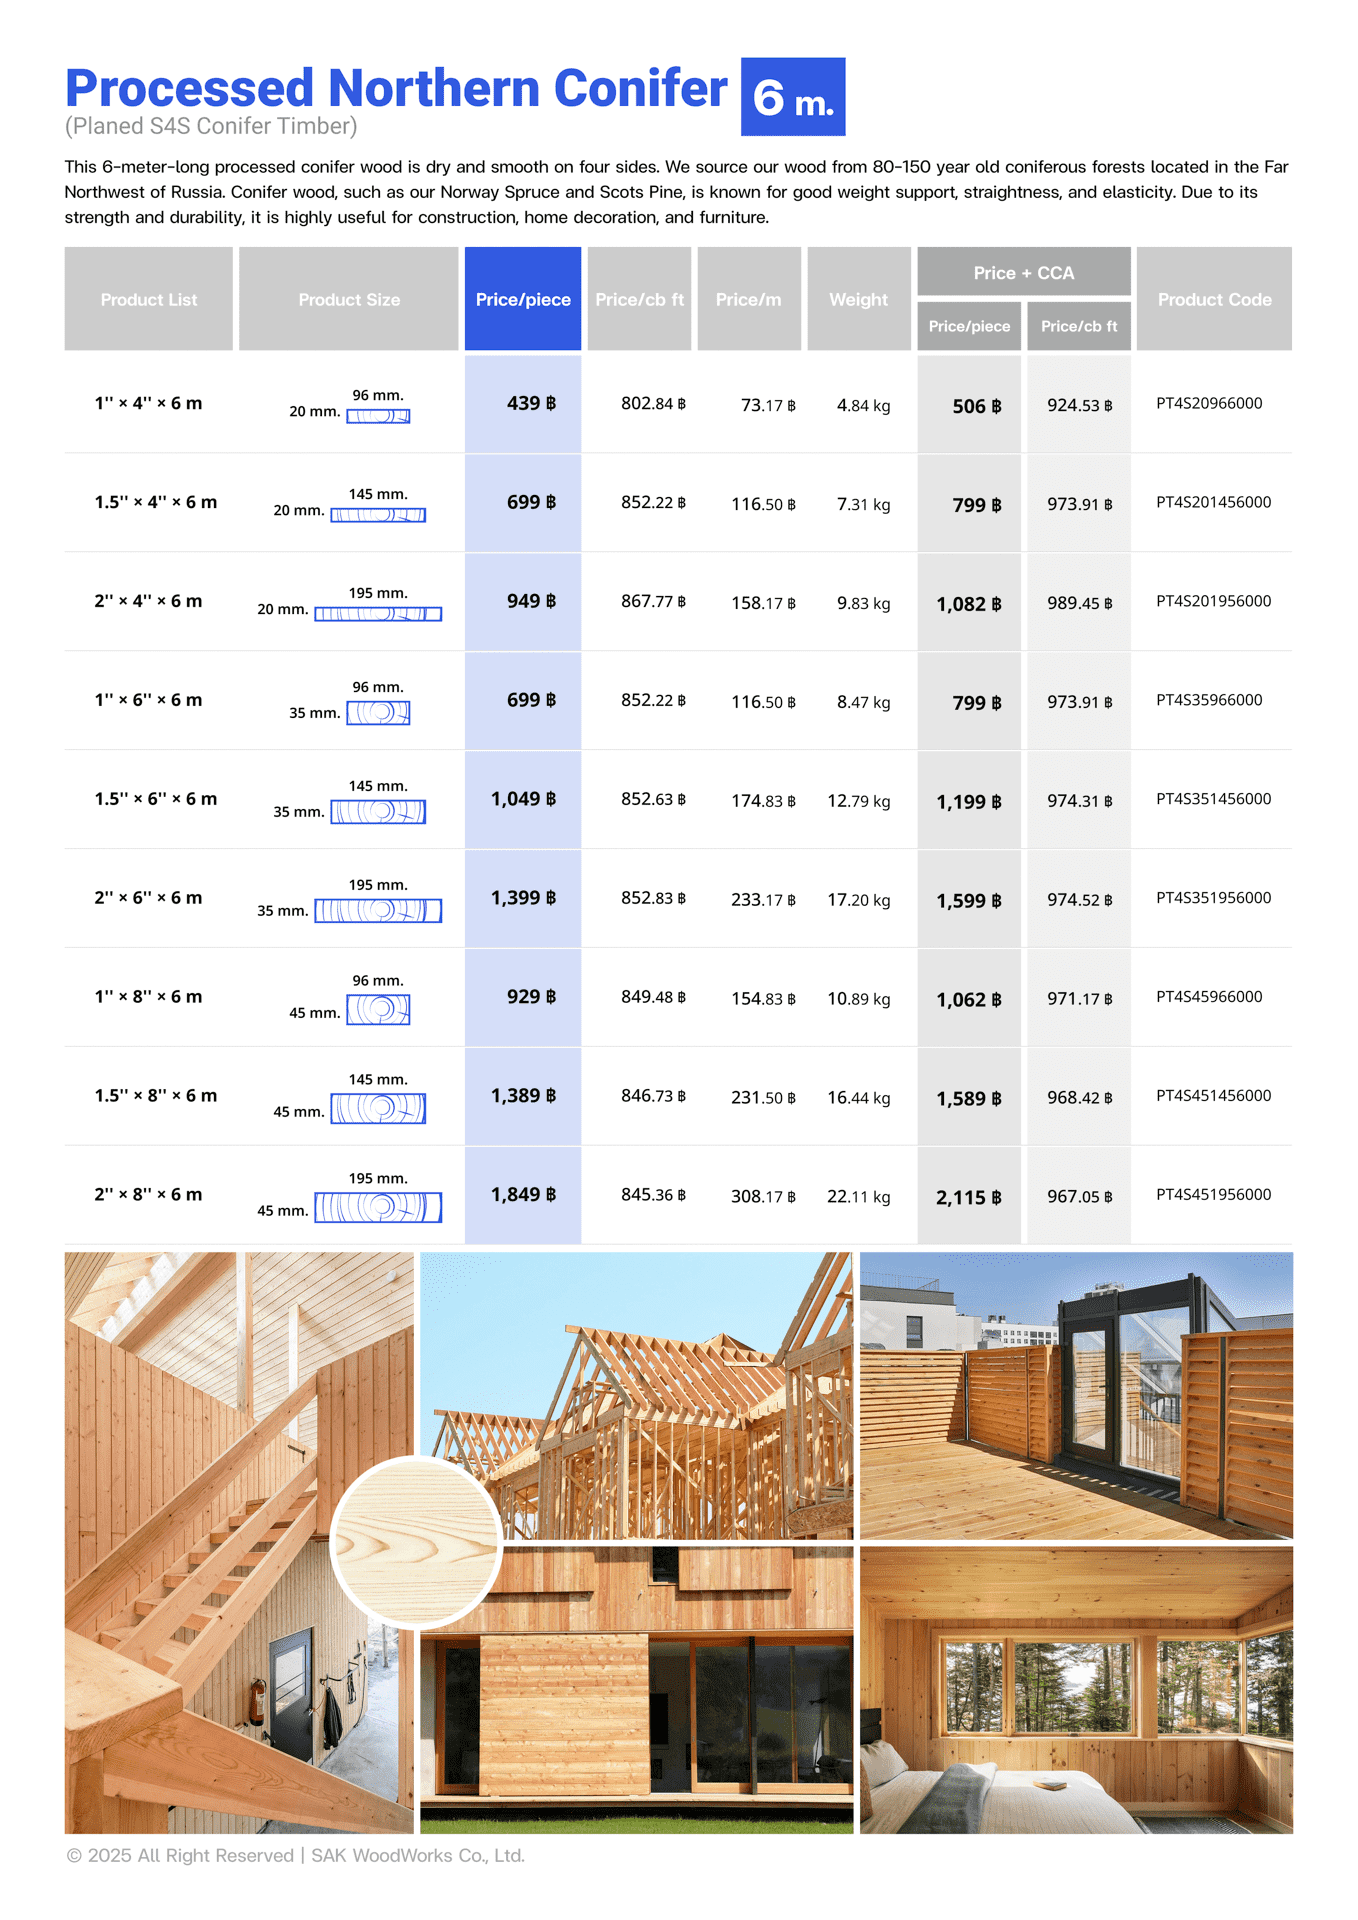 Processed Northern Conifer 6 m.
(Planed S4S Conifer Timber)
This 6-meter-long processed conifer wood is dry and smooth on four sides. We source our wood from 80-150 year old coniferous forests located in the Far
Northwest of Russia. Conifer wood, such as our Norway Spruce and Scots Pine, is known for good weight support, straightness, and elasticity. Due to its
strength and durability, it is highly useful for construction, home decoration, and furniture.
Price + CCA
Product List Product Size Price/piece Price/cb ft Price/m Weight Product Code
Price/piece Price/cb ft
96 mm.
1'' × 4'' × 6 m 20 mm. 439 ฿ 802.84 ฿ 73.17 ฿ 4.84 kg 506 ฿ 924.53 ฿ PT4S20966000
145 mm.
1.5'' × 4'' × 6 m 20 mm. 699 ฿ 852.22 ฿ 116.50 ฿ 7.31 kg 799 ฿ 973.91 ฿ PT4S201456000
195 mm.
2'' × 4'' × 6 m 20 mm. 949 ฿ 867.77 ฿ 158.17 ฿ 9.83 kg 1,082 ฿ 989.45 ฿ PT4S201956000
96 mm.
1'' × 6'' × 6 m 35 mm. 699 ฿ 852.22 ฿ 116.50 ฿ 8.47 kg 799 ฿ 973.91 ฿ PT4S35966000
145 mm.
1.5'' × 6'' × 6 m 35 mm. 1,049 ฿ 852.63 ฿ 174.83 ฿ 12.79 kg 1,199 ฿ 974.31 ฿ PT4S351456000
195 mm.
2'' × 6'' × 6 m 35 mm. 1,399 ฿ 852.83 ฿ 233.17 ฿ 17.20 kg 1,599 ฿ 974.52 ฿ PT4S351956000
96 mm.
1'' × 8'' × 6 m 45 mm. 929 ฿ 849.48 ฿ 154.83 ฿ 10.89 kg 1,062 ฿ 971.17 ฿ PT4S45966000
145 mm.
1.5'' × 8'' × 6 m 45 mm. 1,389 ฿ 846.73 ฿ 231.50 ฿ 16.44 kg 1,589 ฿ 968.42 ฿ PT4S451456000
195 mm.
2'' × 8'' × 6 m 45 mm. 1,849 ฿ 845.36 ฿ 308.17 ฿ 22.11 kg 2,115 ฿ 967.05 ฿ PT4S451956000
© 2025 All Right Reserved | SAK WoodWorks Co., Ltd.